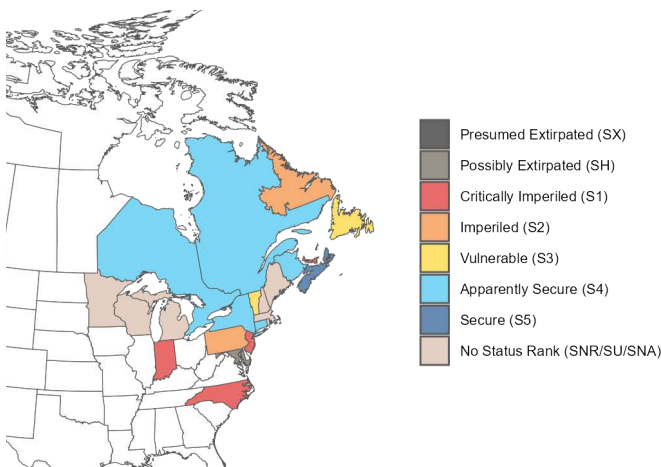 Presumed Extirpated (SX)
Possibly Extirpated (SH)
Critically Imperiled (S1)
Imperiled (S2)
Vulnerable (S3)
Apparently Secure (S4)
Secure (S5)
No Status Rank (SNR/SU/SNA)